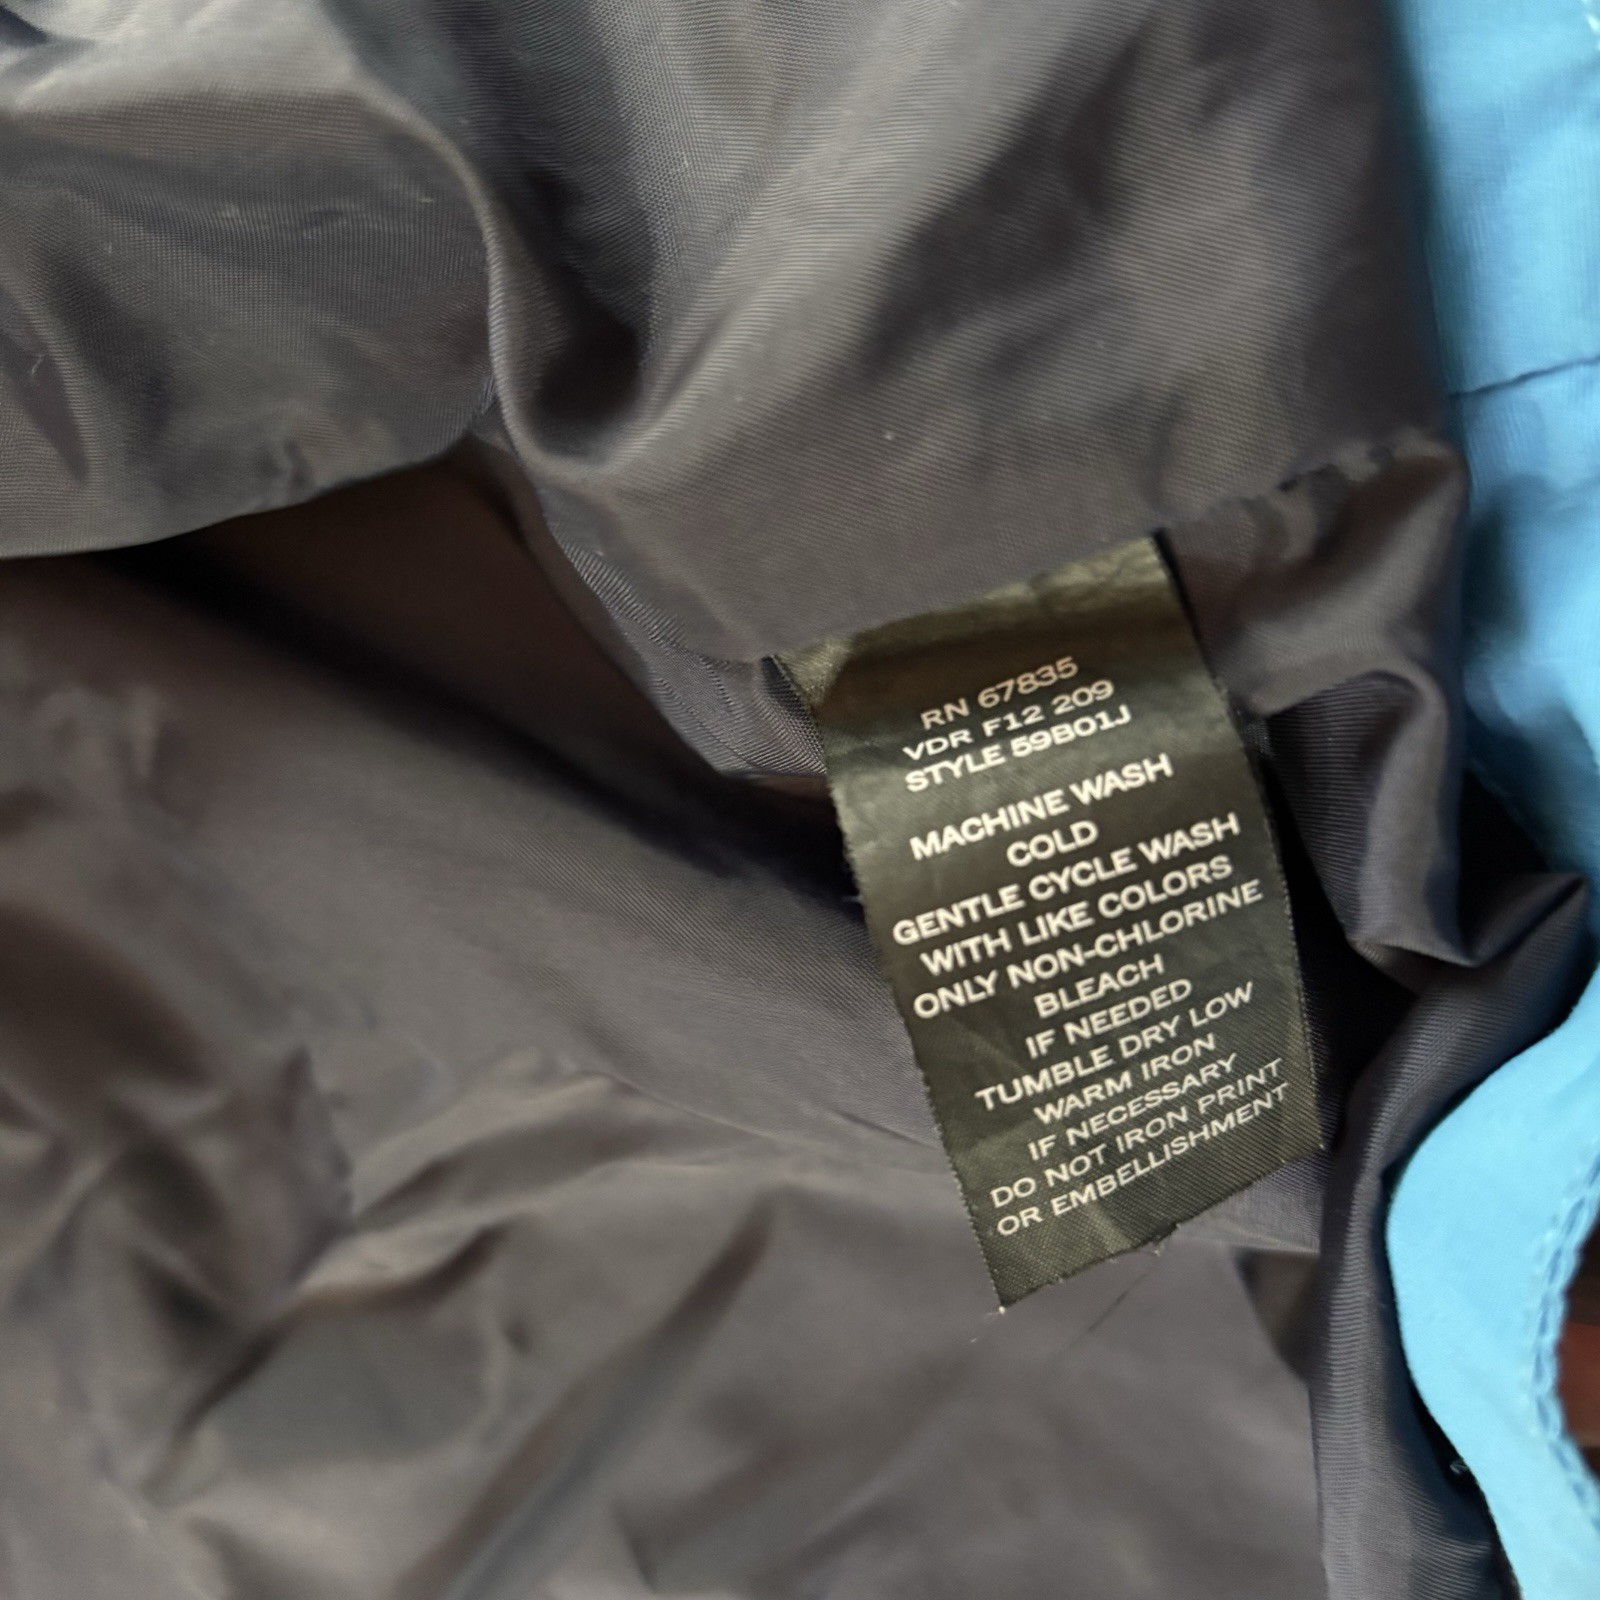 RN 67835
VDR F12 209
STYLE 59B01J
MACHINE WASH
COLD
GENTLE CYCLE WASH
WITH LIKE COLORS
ONLY NON-CHLORINE
BLEACH
IF NEEDED
TUMBLE DRY LOW
WARM IRON
IF NECESSARY
DO NOT IRON PRINT
OR EMBELLISHMENT